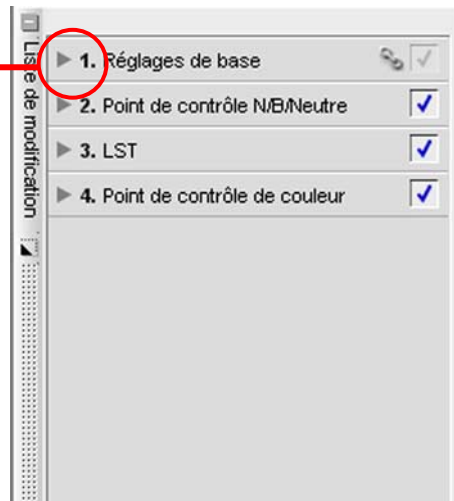 Liste de modification
1. Réglages de base
2. Point de contrôle N/B/Neutre
3. LST
4. Point de contrôle de couleur